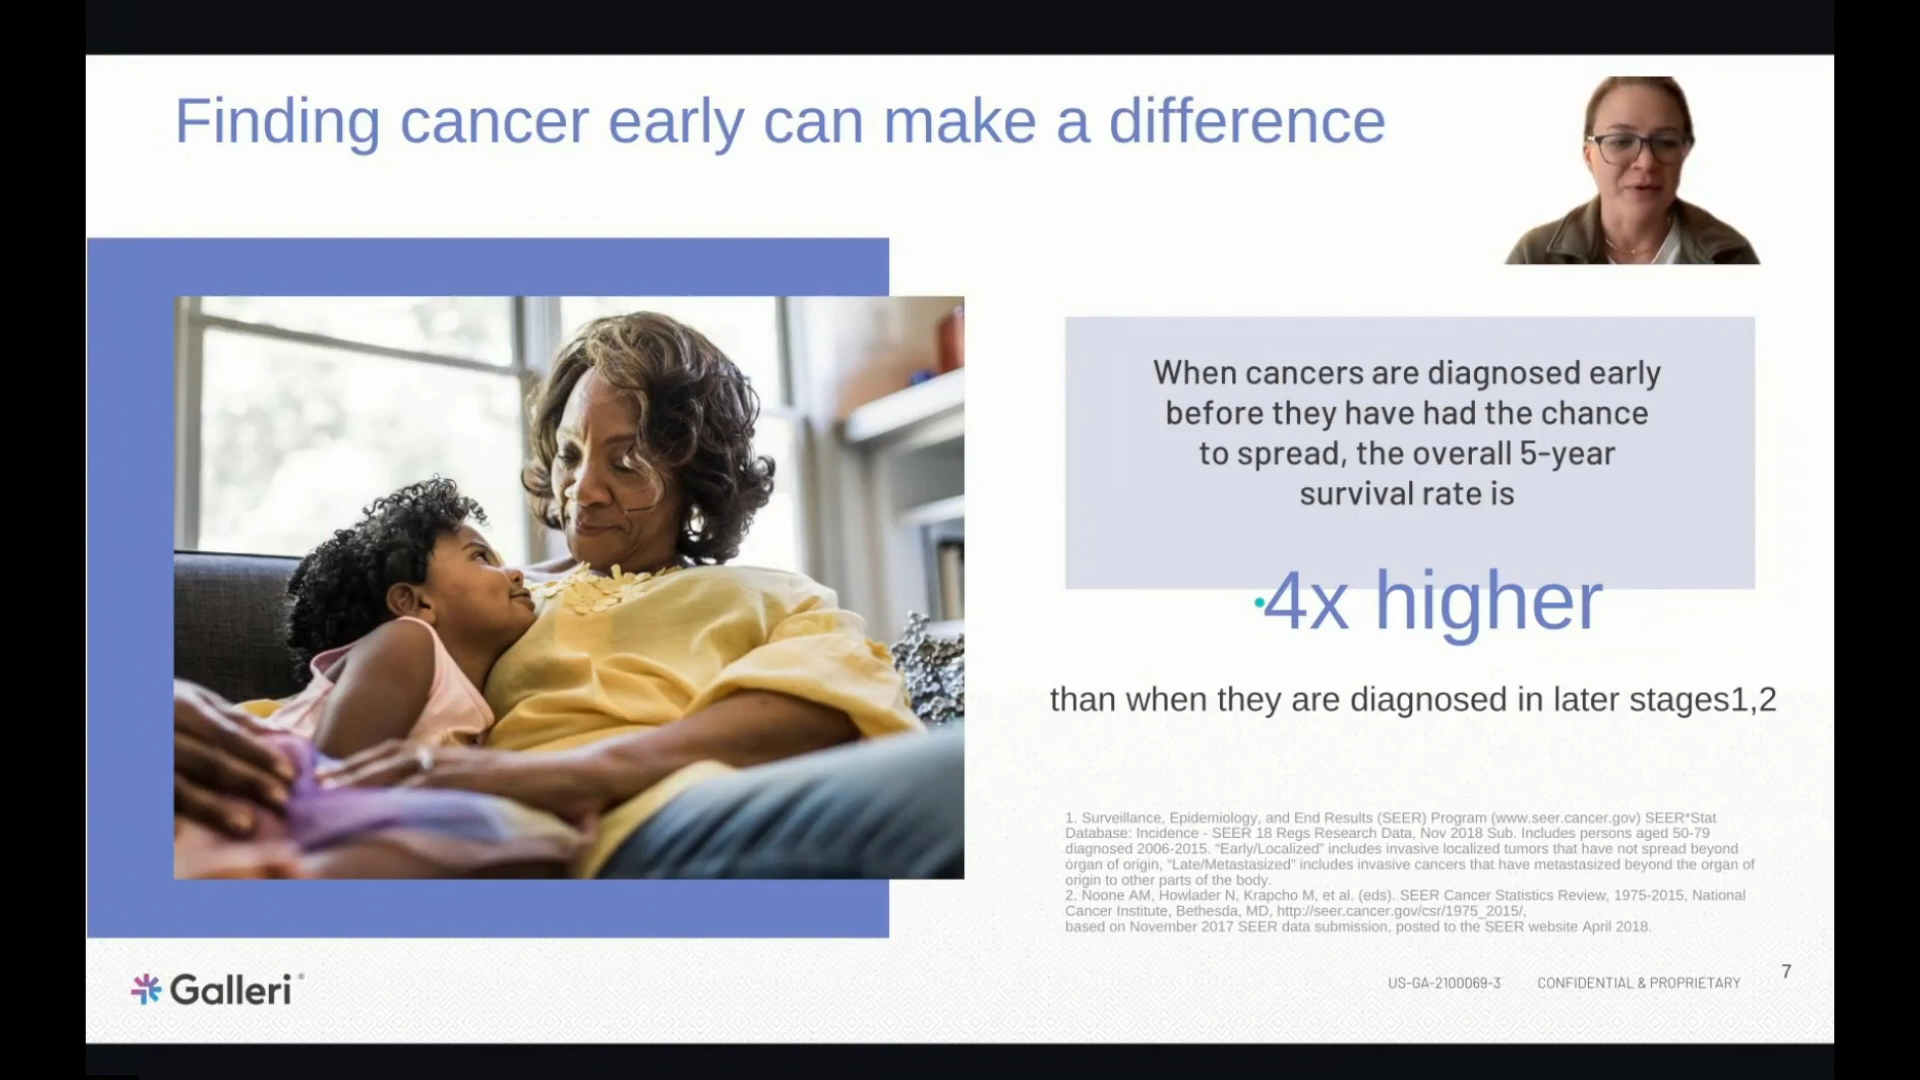 Finding cancer early can make a difference
When cancers are diagnosed early
before they have had the chance
to spread, the overall 5-year
survival rate is
4x higher
than when they are diagnosed in later stages1,2
1. Surveillance, Epidemiology, and End Results (SEER) Program (www.seer.cancer.gov) SEER*Stat
Database: Incidence - SEER 18 Regs Research Data, Nov 2018 Sub. Includes persons aged 50-79
diagnosed 2006-2015. “Early/Localized” includes invasive localized tumors that have not spread beyond
organ of origin, “Late/Metastasized” includes invasive cancers that have metastasized beyond the organ of
origin to other parts of the body.
2. Noone AM, Howlader N, Krapcho M, et al. (eds). SEER Cancer Statistics Review, 1975-2015, National
Cancer Institute, Bethesda, MD, http://seer.cancer.gov/csr/1975_2015/,
based on November 2017 SEER data submission, posted to the SEER website April 2018.
Galleri®
US-GA-2100069-3 CONFIDENTIAL & PROPRIETARY
7